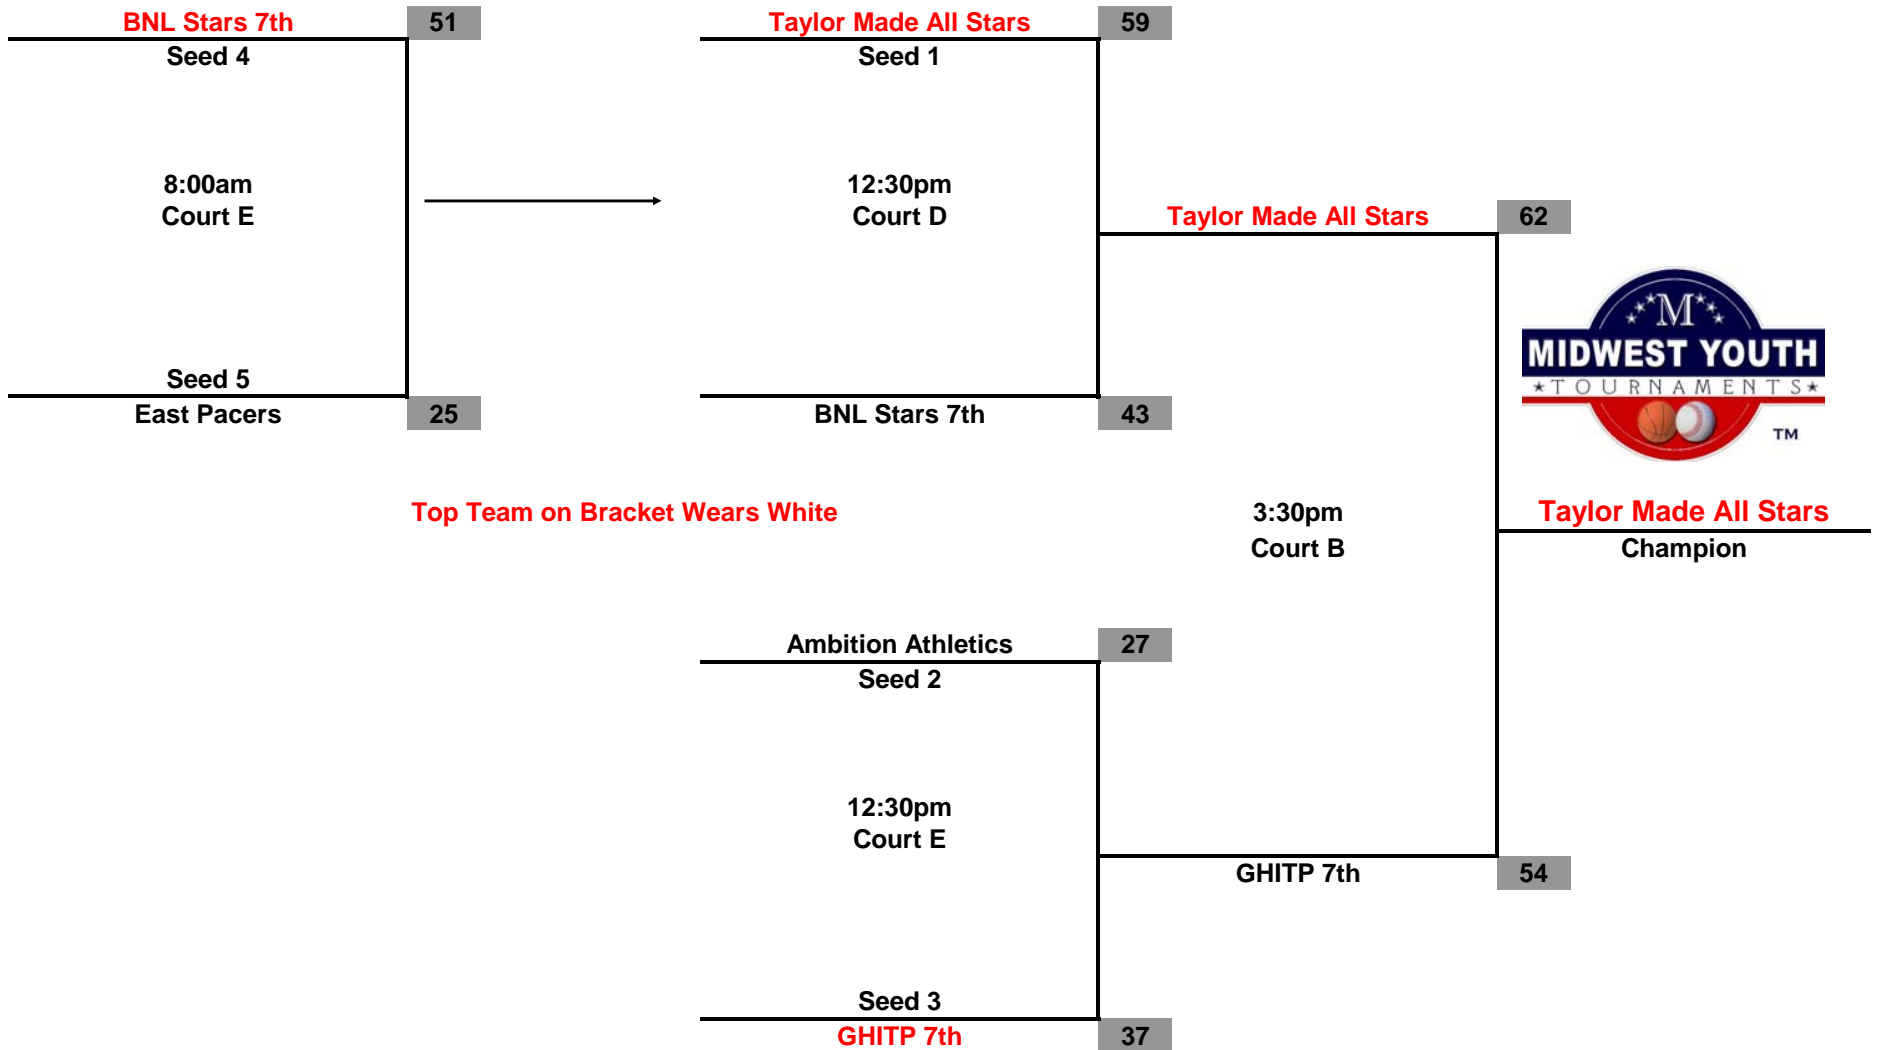 BNL Stars 7th 51
Seed 4
8:00am
Court E
Seed 5
East Pacers 25
Taylor Made All Stars 59
Seed 1
12:30pm
Court D
BNL Stars 7th 43
Taylor Made All Stars 62
M
MIDWEST YOUTH
★TOURNAMENTS★
TM
Top Team on Bracket Wears White
3:30pm
Court B
Taylor Made All Stars
Champion
Ambition Athletics 27
Seed 2
12:30pm
Court E
GHITP 7th 54
Seed 3
GHITP 7th 37